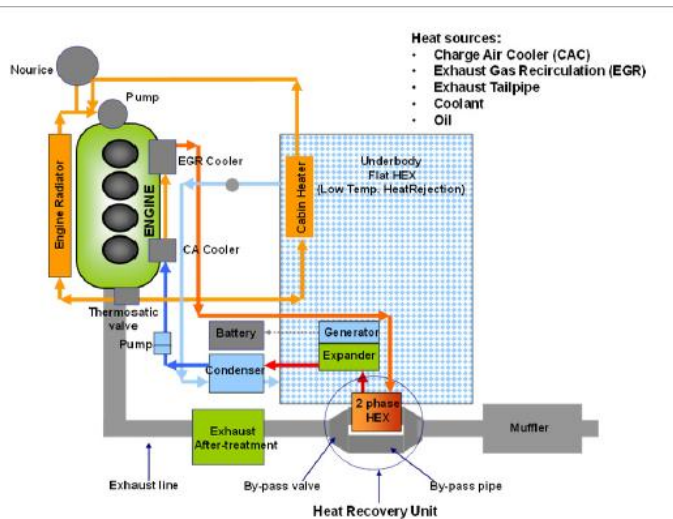 Heat sources:
· Charge Air Cooler (CAC)
· Exhaust Gas Recirculation (EGR)
· Exhaust Tailpipe
· Coolant
· Oil
Nourice
Pump
EGR Cooler
Underbody
Flat HEX
(Low Temp. HeatRejection)
Engine Radiator
ENGINE
Cabin Heater
CA Cooler
Thermosatic
valve
Pump
Battery
Generator
Expander
Condenser
2 phase
HEX
Exhaust
After-treatment
Muffler
Exhaust line
By-pass valve
By-pass pipe
Heat Recovery Unit